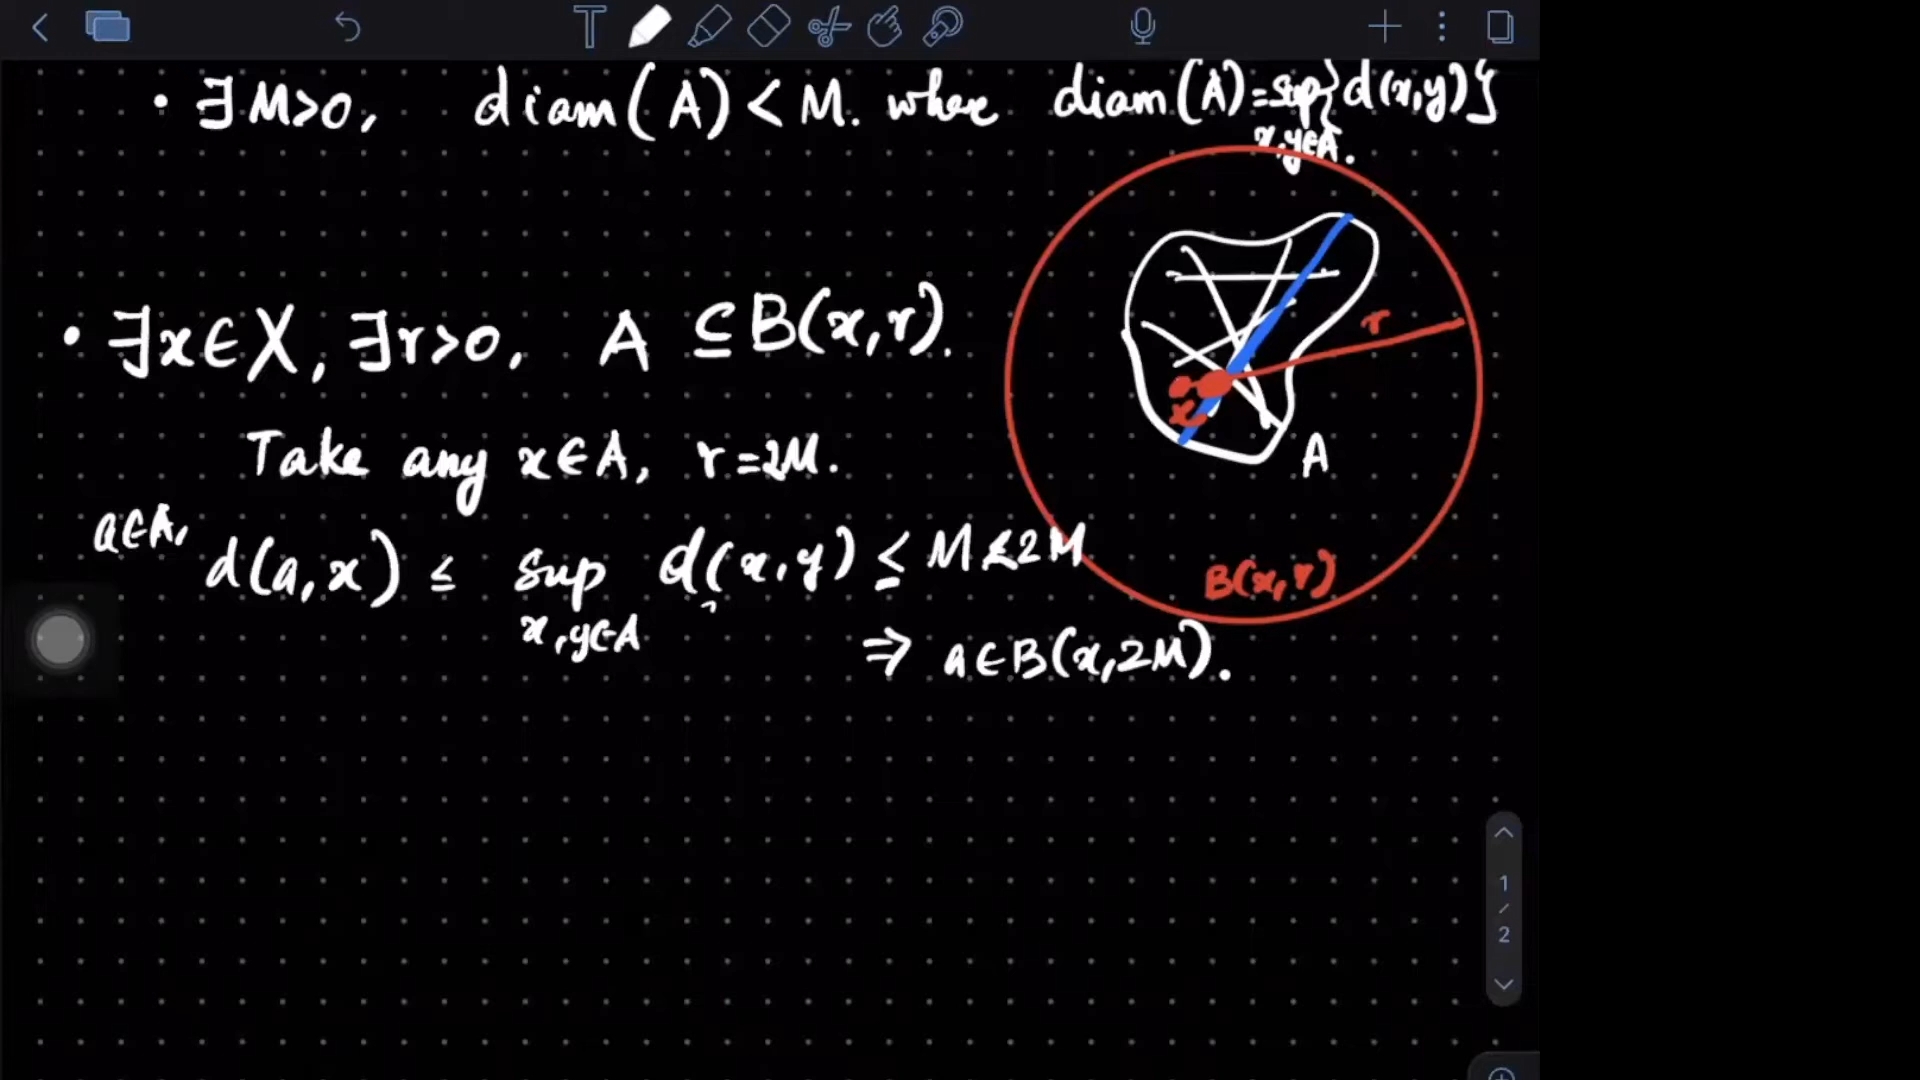 • ∃M>0, diam(A) < M. where diam(A)=sup{d(x,y)}
x,y∈A.
• ∃x∈X, ∃r>0, A ⊆ B(x,r).
r
x
Take any x∈A, r=2M.
A
a∈A, d(a,x) ≤ sup d(x,y) ≤ M ≤ 2M
x,y∈A
B(x,r)
⇒ a∈B(x,2M).
1
/
2